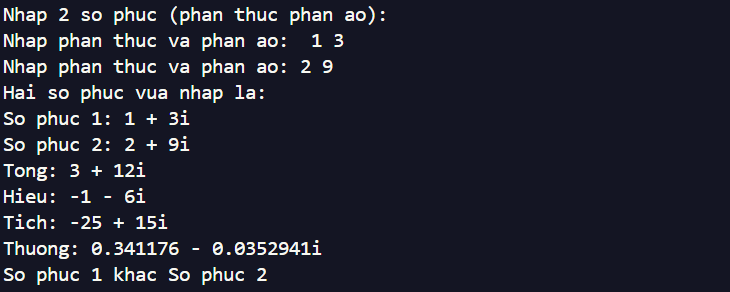 Nhap 2 so phuc (phan thuc phan ao):
Nhap phan thuc va phan ao:  1 3
Nhap phan thuc va phan ao: 2 9
Hai so phuc vua nhap la:
So phuc 1: 1 + 3i
So phuc 2: 2 + 9i
Tong: 3 + 12i
Hieu: -1 - 6i
Tich: -25 + 15i
Thuong: 0.341176 - 0.0352941i
So phuc 1 khac So phuc 2